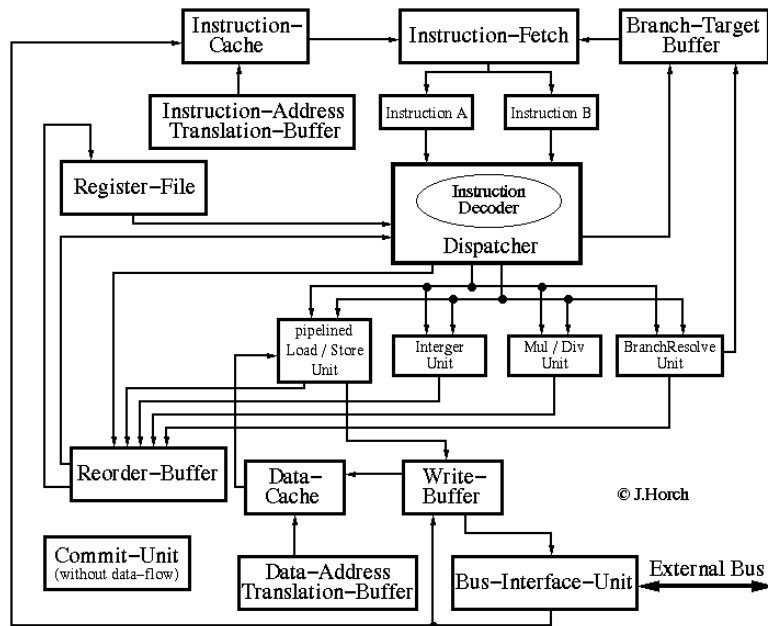 Instruction-
Cache
Instruction-Fetch
Branch-Target
Buffer
Instruction-Address
Translation-Buffer
Instruction A
Instruction B
Register-File
Instruction
Decoder
Dispatcher
pipelined
Load / Store
Unit
Interger
Unit
Mul / Div
Unit
BranchResolve
Unit
Reorder-Buffer
Data-
Cache
Write-
Buffer
© J.Horch
Commit-Unit
(without data-flow)
Data-Address
Translation-Buffer
Bus-Interface-Unit
External Bus